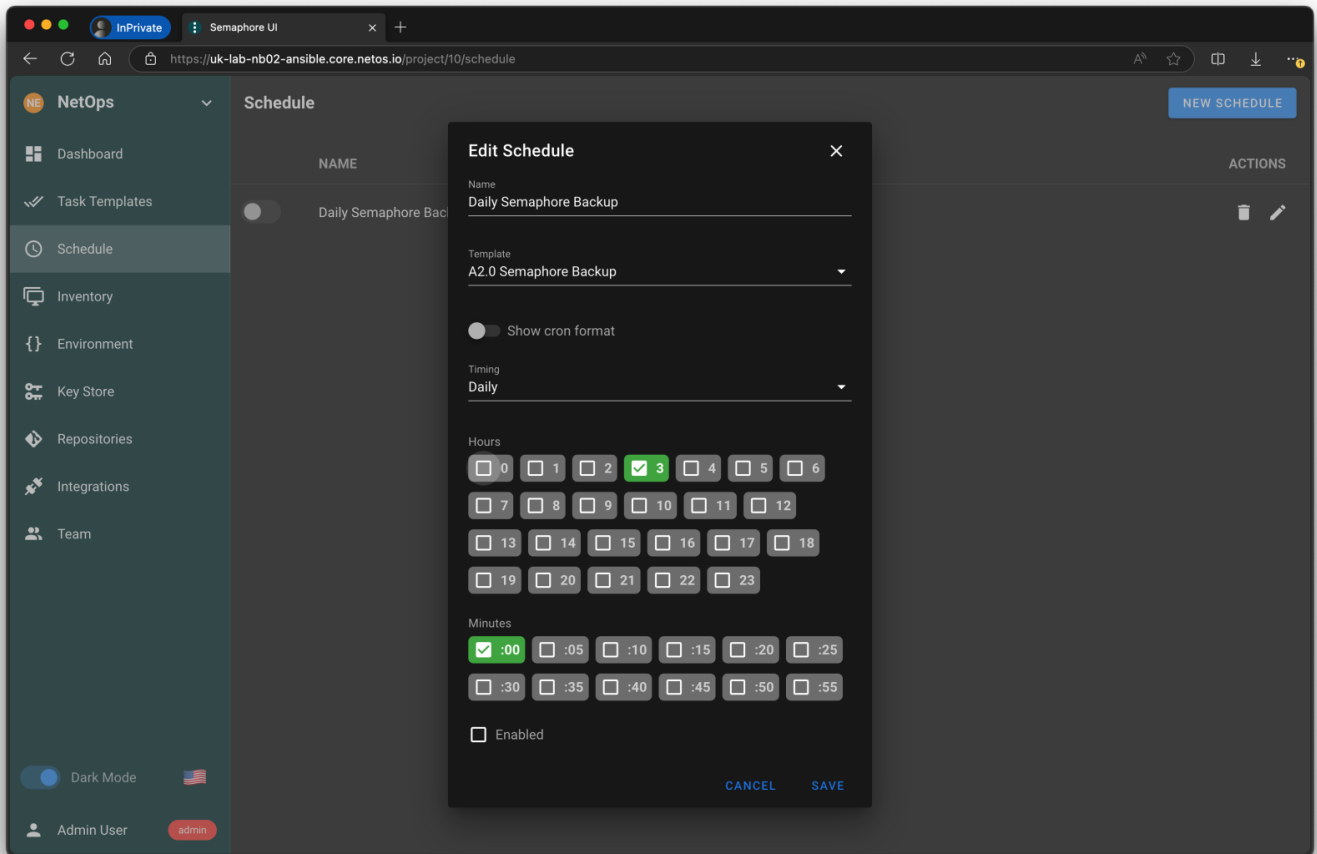 InPrivate
Semaphore UI
https://uk-lab-nb02-ansible.core.netos.io/project/10/schedule
NE NetOps
Dashboard
Task Templates
Schedule
Inventory
Environment
Key Store
Repositories
Integrations
Team
Dark Mode
Admin User admin
Schedule
NEW SCHEDULE
NAME ACTIONS
Daily Semaphore Bac
Edit Schedule
Name
Daily Semaphore Backup
Template
A2.0 Semaphore Backup
Show cron format
Timing
Daily
Hours
0 1 2 3 4 5 6
7 8 9 10 11 12
13 14 15 16 17 18
19 20 21 22 23
Minutes
:00 :05 :10 :15 :20 :25
:30 :35 :40 :45 :50 :55
Enabled
CANCEL SAVE